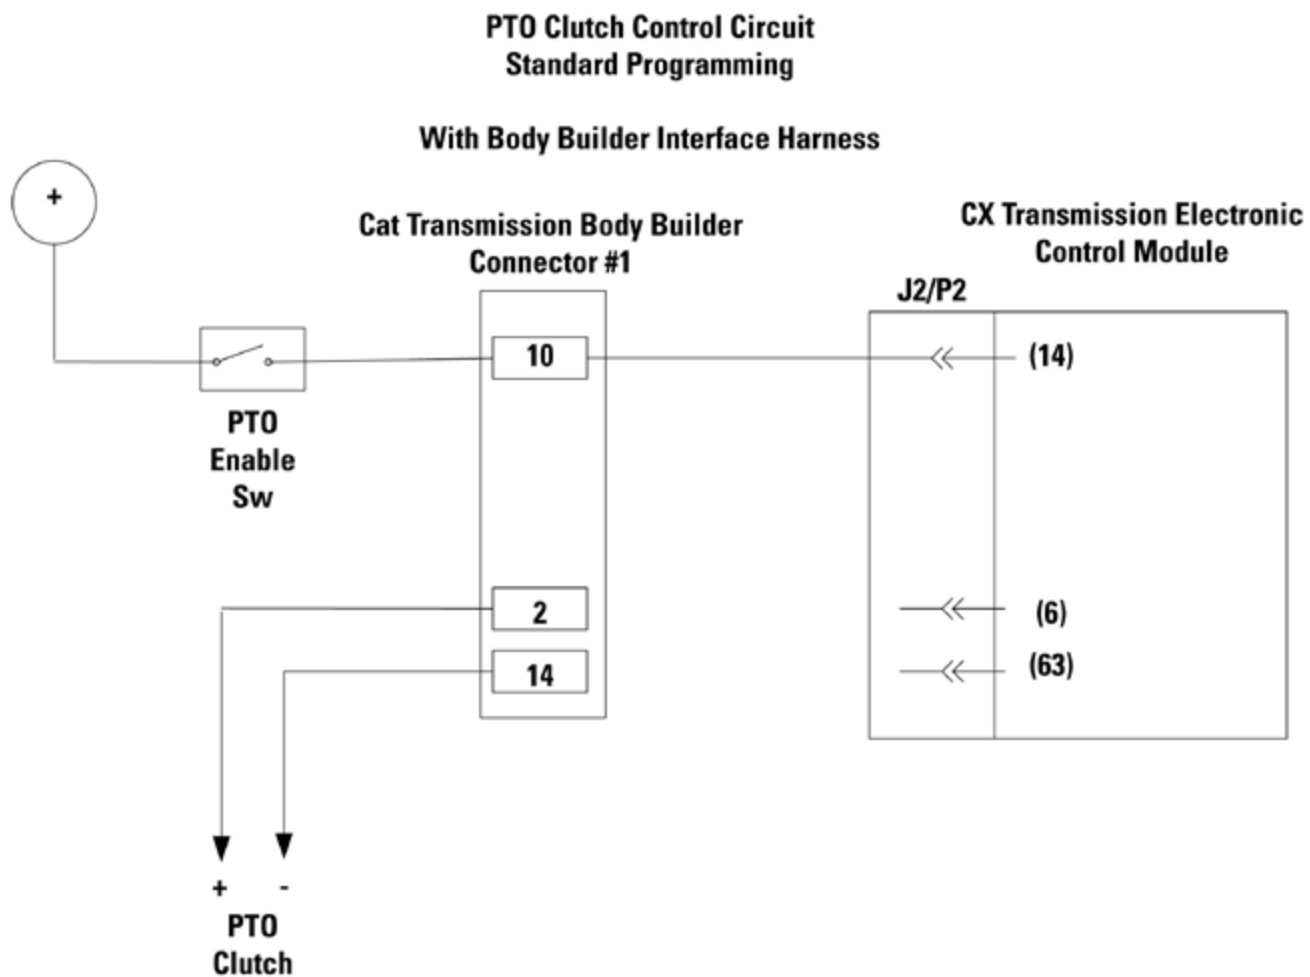 PTO Clutch Control Circuit
Standard Programming
With Body Builder Interface Harness
+
Cat Transmission Body Builder
Connector #1
CX Transmission Electronic
Control Module
J2/P2
10
(14)
PTO
Enable
Sw
2
(6)
14
(63)
+ -
PTO
Clutch